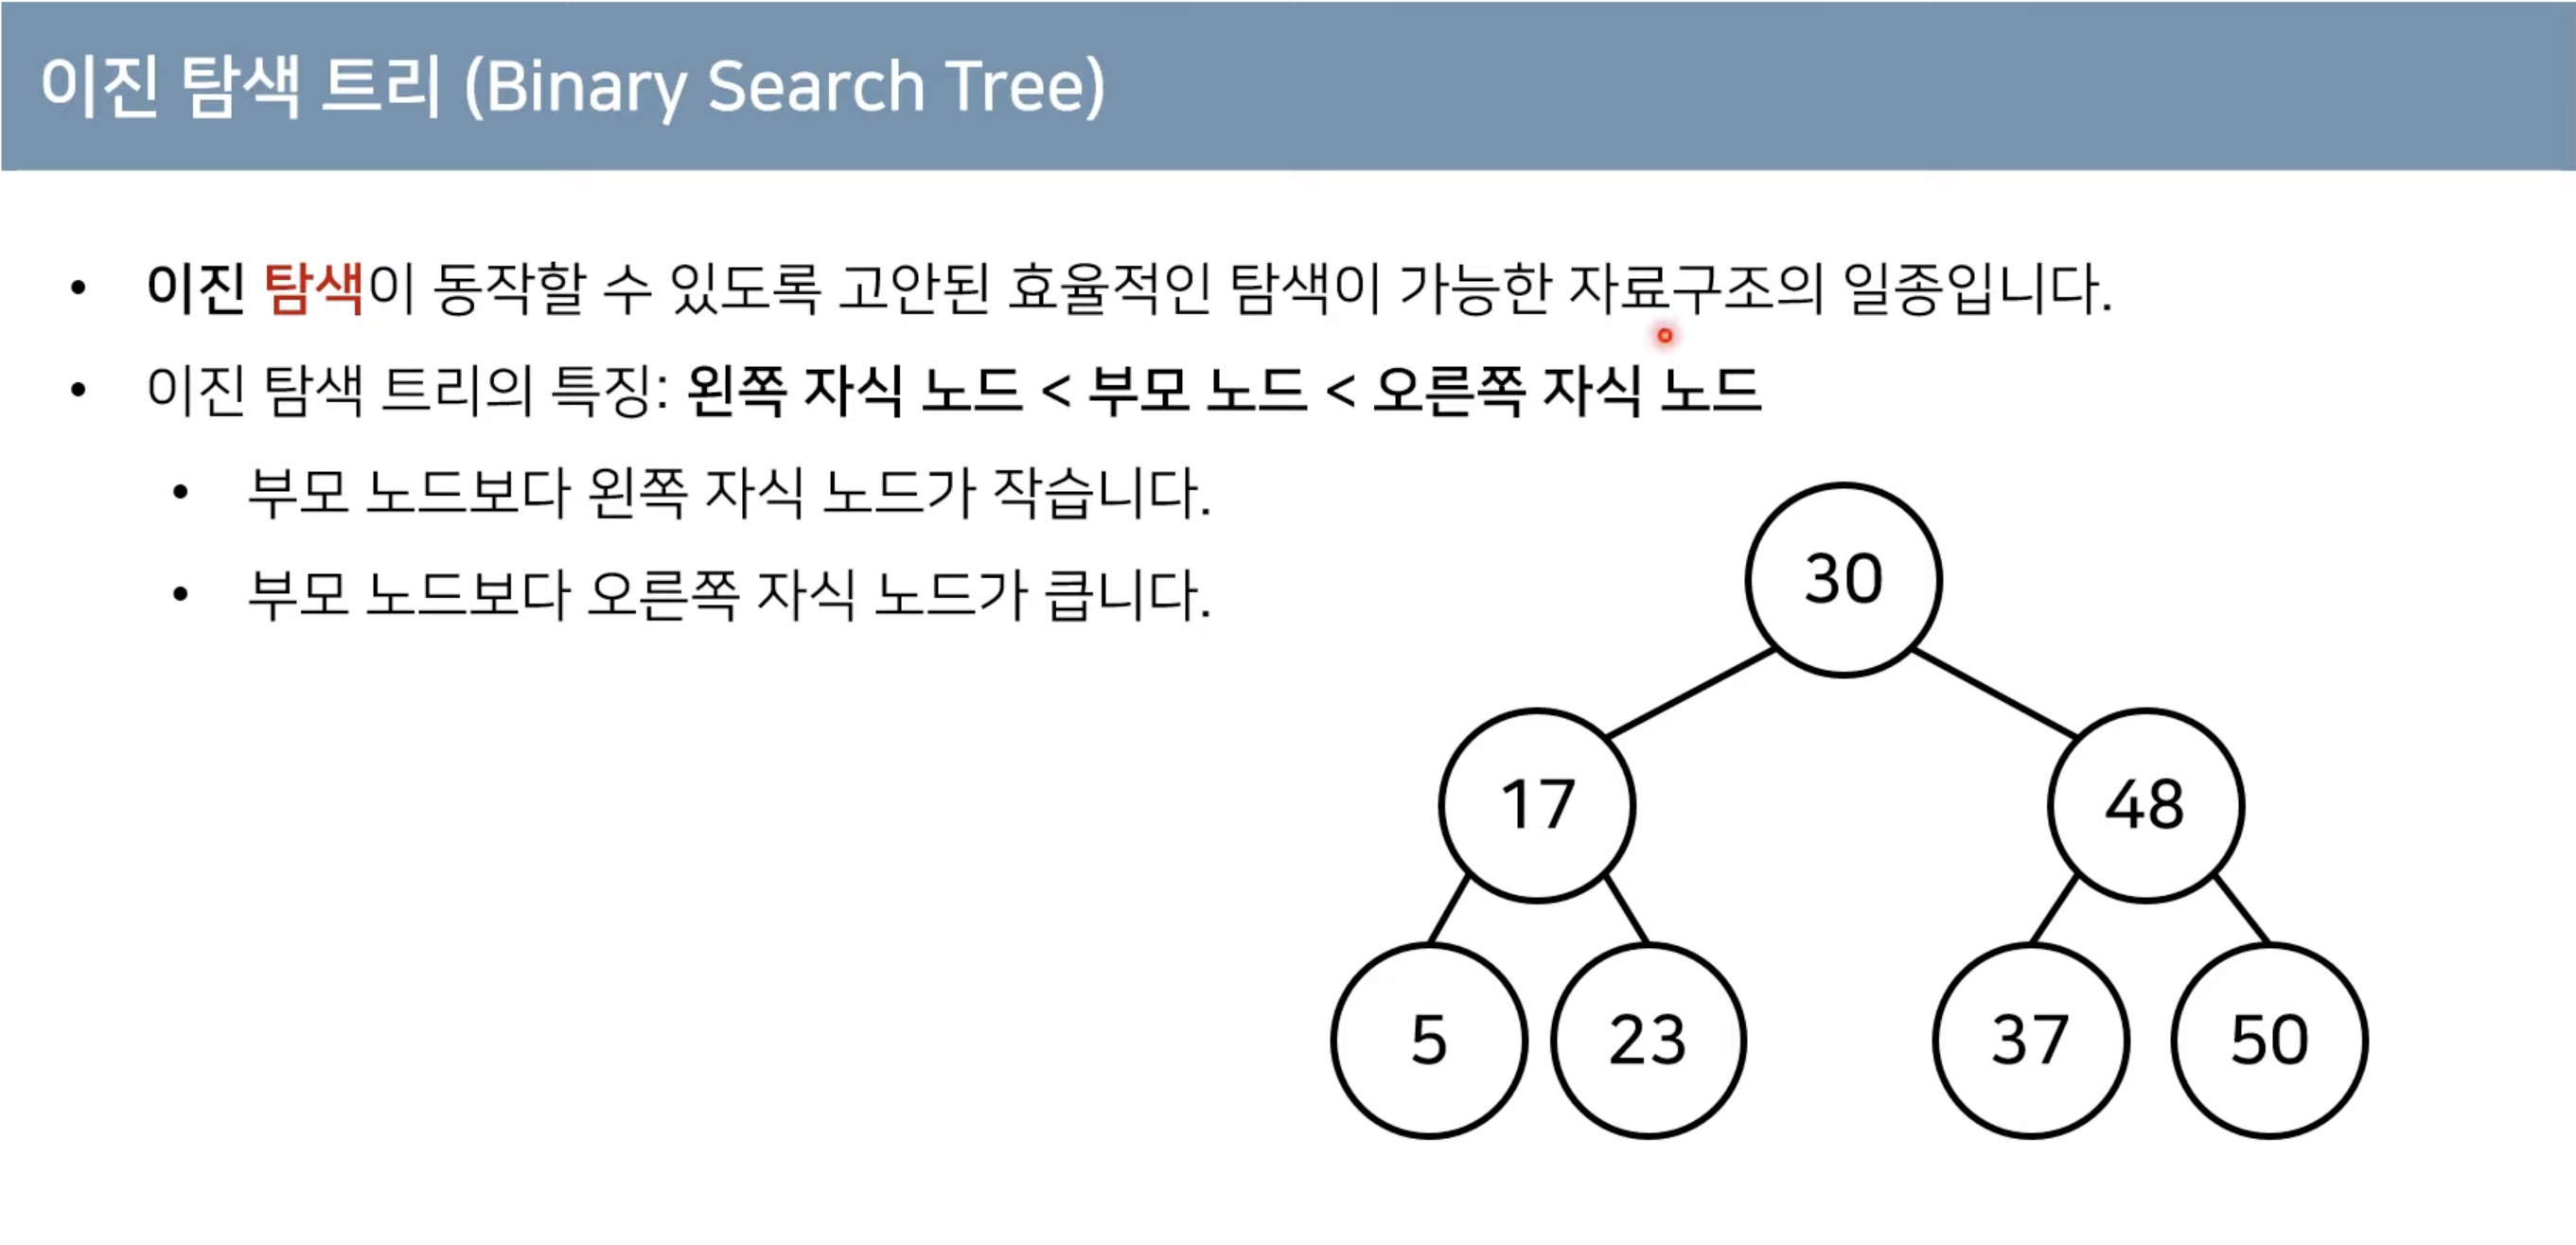 이진 탐색 트리 (Binary Search Tree)
• 이진 탐색이 동작할 수 있도록 고안된 효율적인 탐색이 가능한 자료구조의 일종입니다.
• 이진 탐색 트리의 특징: 왼쪽 자식 노드 < 부모 노드 < 오른쪽 자식 노드
• 부모 노드보다 왼쪽 자식 노드가 작습니다.
• 부모 노드보다 오른쪽 자식 노드가 큽니다.
30
17 48
5 23 37 50